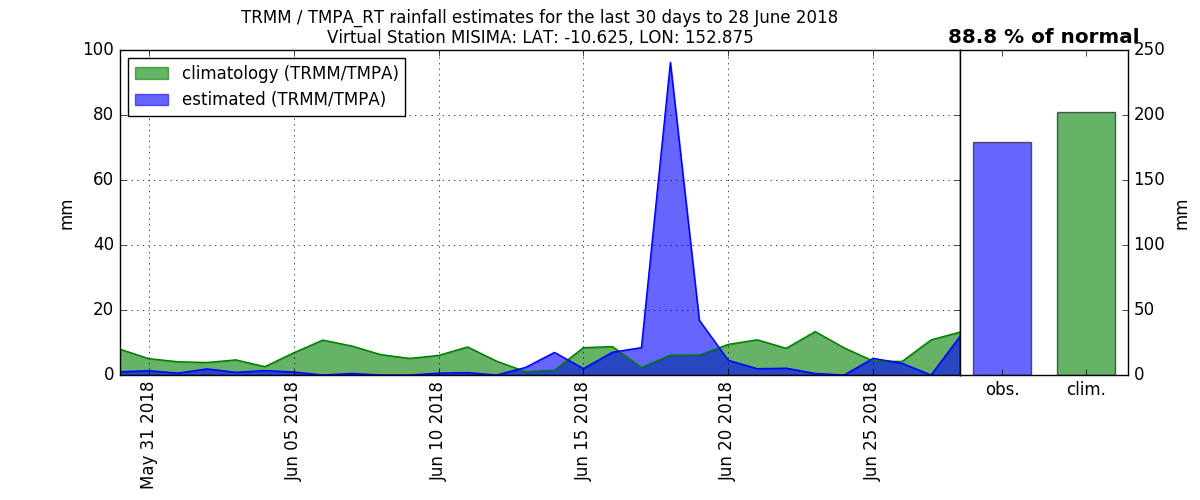 TRMM / TMPA_RT rainfall estimates for the last 30 days to 28 June 2018
Virtual Station MISIMA: LAT: -10.625, LON: 152.875
88.8 % of normal
climatology (TRMM/TMPA)
estimated (TRMM/TMPA)
100
80
60
40
20
0
mm
May 31 2018
Jun 05 2018
Jun 10 2018
Jun 15 2018
Jun 20 2018
Jun 25 2018
obs.
clim.
250
200
150
100
50
0
mm